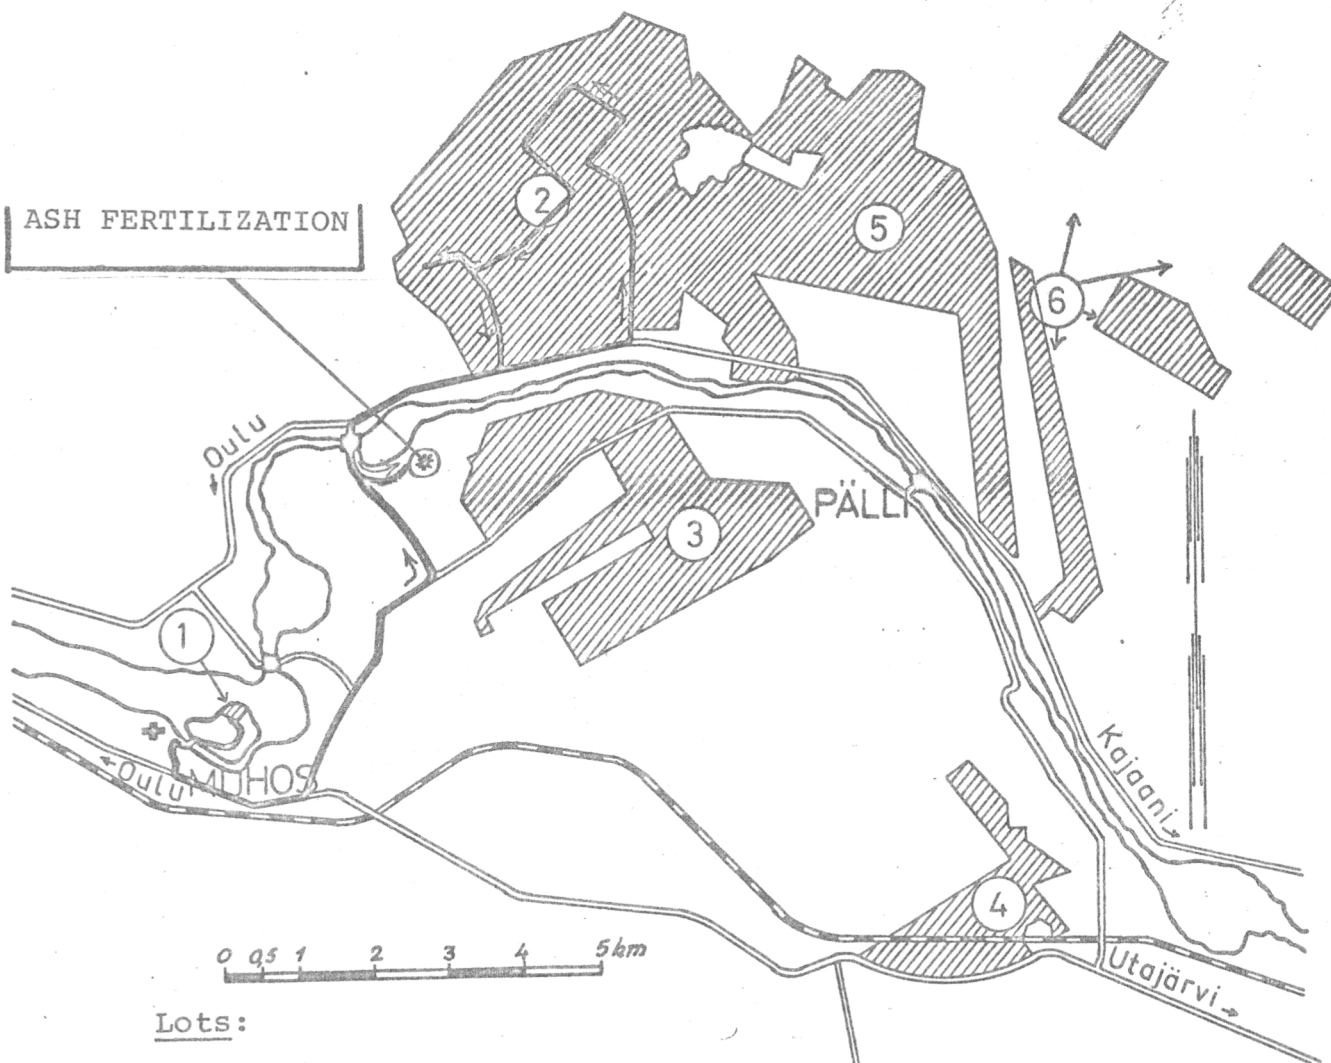 2
ASH FERTILIZATION
5
6
Oulu
3
PÄLLI
1
Kajaani
Oulu
MUHOS
4
0 0,5 1 2 3 4 5 km
Utajärvi
Lots: